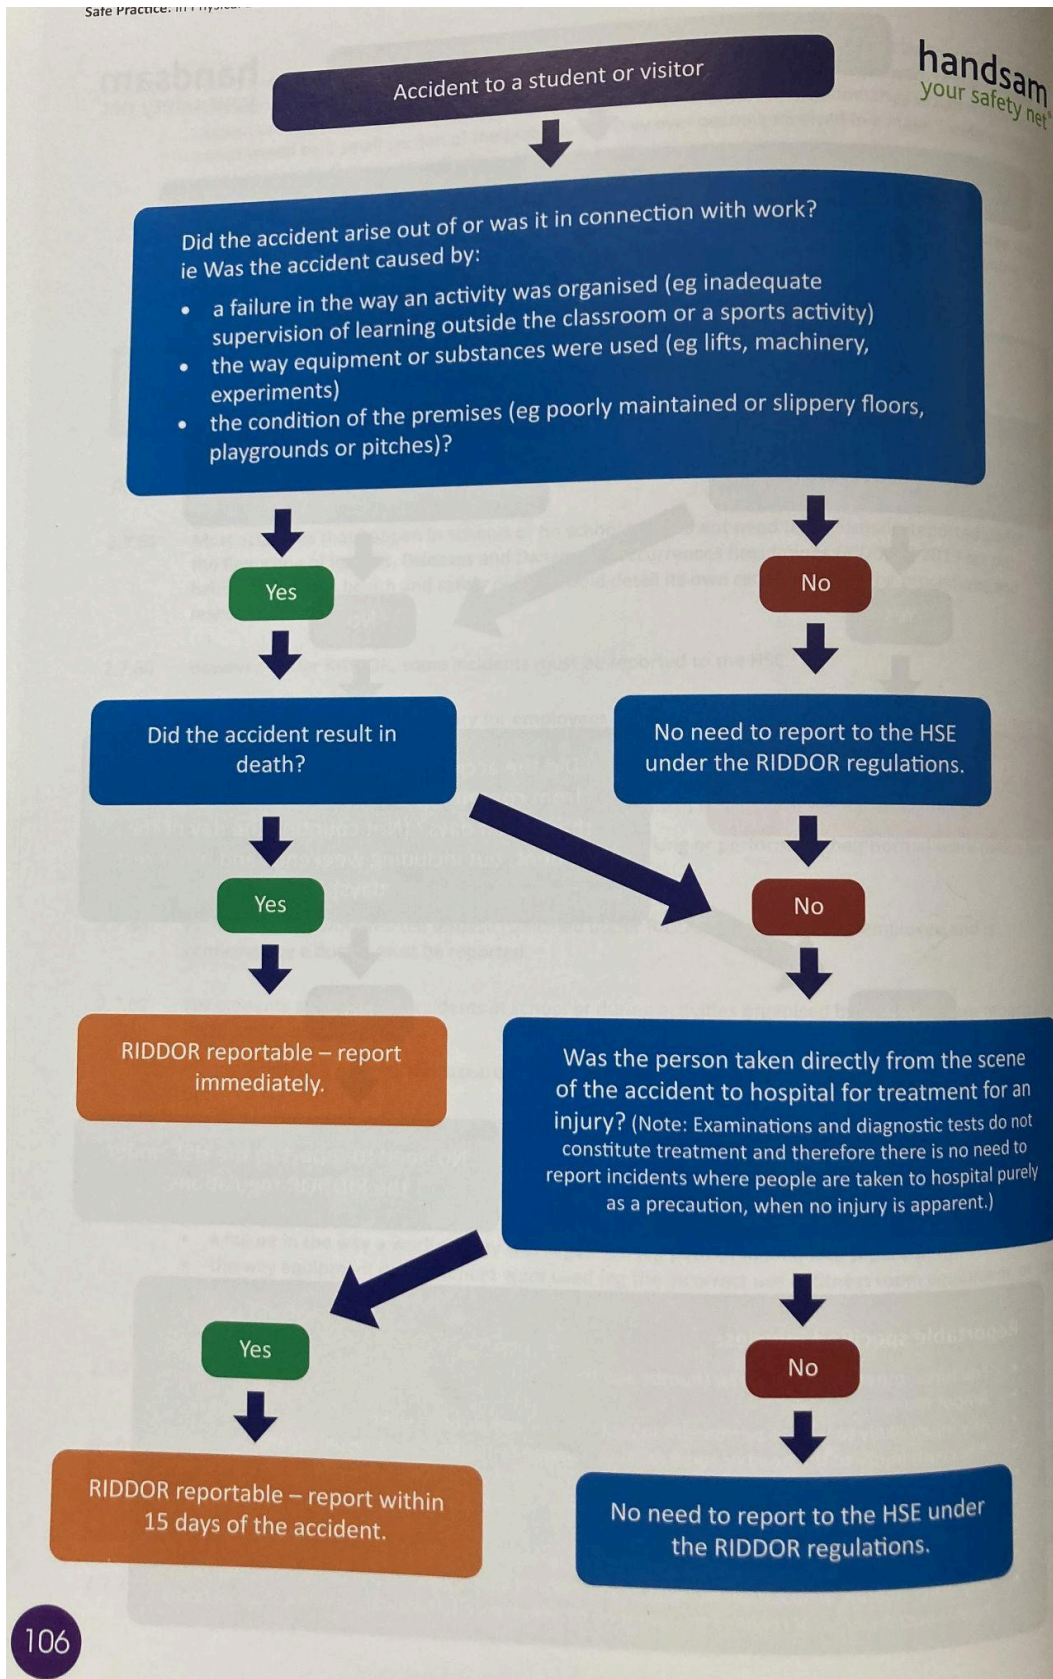 Safe Practice: in Physical
handsam
your safety net
Accident to a student or visitor
Did the accident arise out of or was it in connection with work?
ie Was the accident caused by:
• a failure in the way an activity was organised (eg inadequate
supervision of learning outside the classroom or a sports activity)
• the way equipment or substances were used (eg lifts, machinery,
experiments)
• the condition of the premises (eg poorly maintained or slippery floors,
playgrounds or pitches)?
Yes
No
Did the accident result in
death?
No need to report to the HSE
under the RIDDOR regulations.
Yes
No
RIDDOR reportable – report
immediately.
Was the person taken directly from the scene
of the accident to hospital for treatment for an
injury? (Note: Examinations and diagnostic tests do not
constitute treatment and therefore there is no need to
report incidents where people are taken to hospital purely
as a precaution, when no injury is apparent.)
Yes
No
RIDDOR reportable – report within
15 days of the accident.
No need to report to the HSE under
the RIDDOR regulations.
106